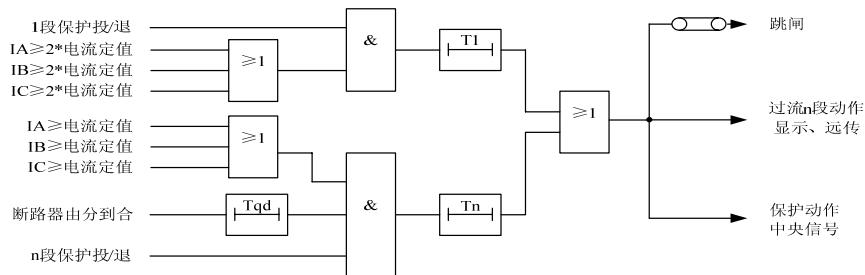 1段保护投/退
IA≥2*电流定值
IB≥2*电流定值
IC≥2*电流定值
≥1
&
T1
跳闸
IA≥电流定值
IB≥电流定值
IC≥电流定值
≥1
≥1
过流n段动作
显示、远传
断路器由分到合
Tqd
&
Tn
保护动作
中央信号
n段保护投/退